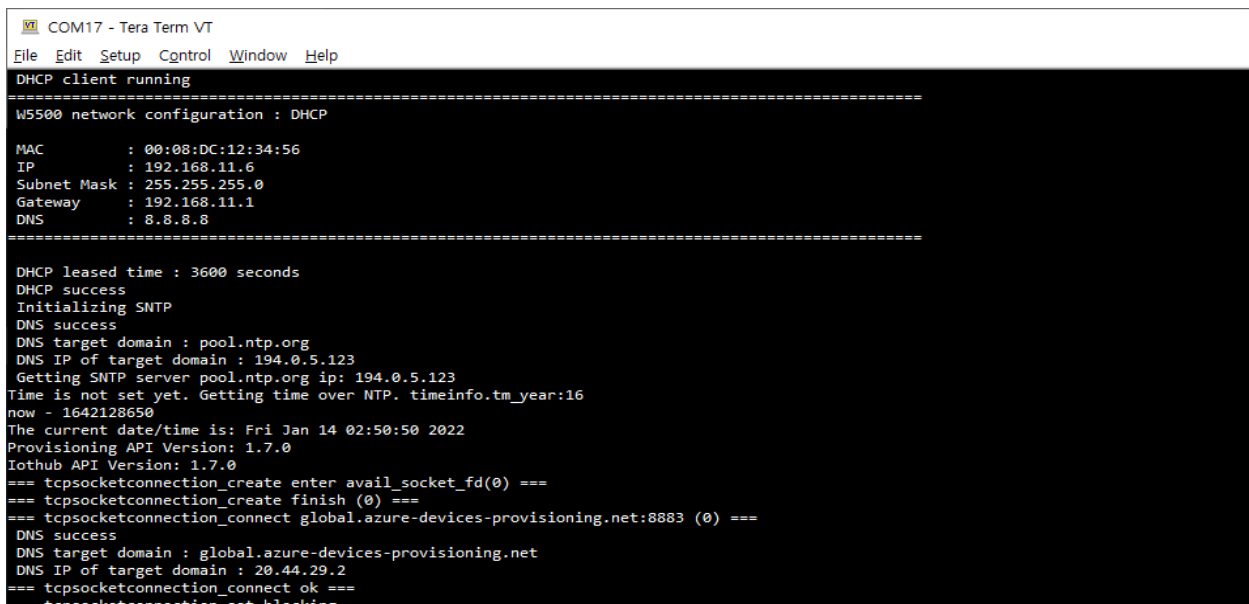 COM17 - Tera Term VT
File Edit Setup Control Window Help
DHCP client running
====================================================================================================
W5500 network configuration : DHCP
MAC : 00:08:DC:12:34:56
IP : 192.168.11.6
Subnet Mask : 255.255.255.0
Gateway : 192.168.11.1
DNS : 8.8.8.8
====================================================================================================
DHCP leased time : 3600 seconds
DHCP success
Initializing SNTP
DNS success
DNS target domain : pool.ntp.org
DNS IP of target domain : 194.0.5.123
Getting SNTP server pool.ntp.org ip: 194.0.5.123
Time is not set yet. Getting time over NTP. timeinfo.tm_year:16
now - 1642128650
The current date/time is: Fri Jan 14 02:50:50 2022
Provisioning API Version: 1.7.0
Iothub API Version: 1.7.0
=== tcpsocketconnection_create enter avail_socket_fd(0) ===
=== tcpsocketconnection_create finish (0) ===
=== tcpsocketconnection_connect global.azure-devices-provisioning.net:8883 (0) ===
DNS success
DNS target domain : global.azure-devices-provisioning.net
DNS IP of target domain : 20.44.29.2
=== tcpsocketconnection_connect ok ===